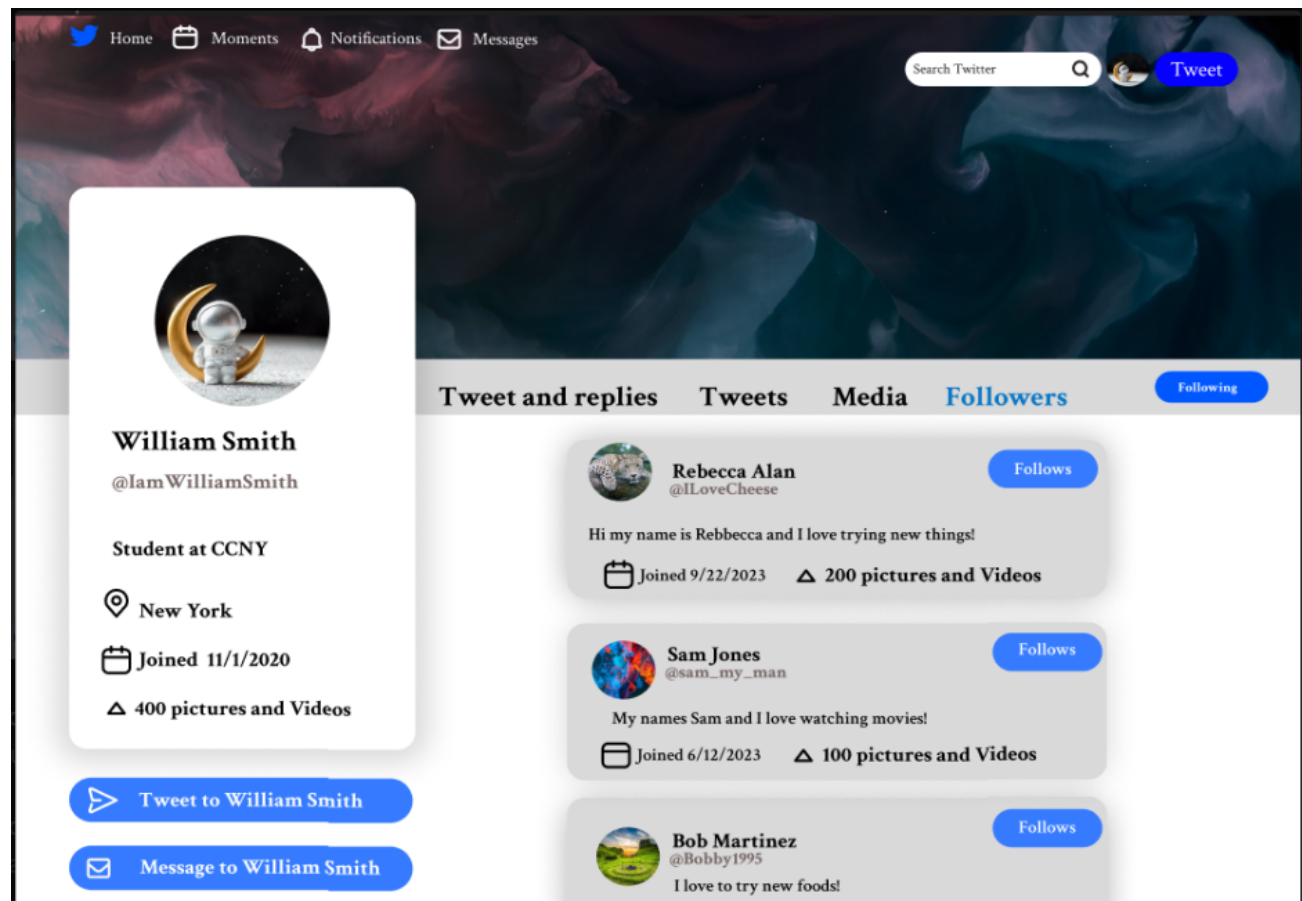 Home Moments Notifications Messages
Search Twitter Tweet
Tweet and replies Tweets Media Followers Following
William Smith
@IamWilliamSmith
Student at CCNY
New York
Joined 11/1/2020
400 pictures and Videos
Tweet to William Smith
Message to William Smith
Rebecca Alan
@ILoveCheese
Follows
Hi my name is Rebbecca and I love trying new things!
Joined 9/22/2023 200 pictures and Videos
Sam Jones
@sam_my_man
Follows
My names Sam and I love watching movies!
Joined 6/12/2023 100 pictures and Videos
Bob Martinez
@Bobby1995
Follows
I love to try new foods!